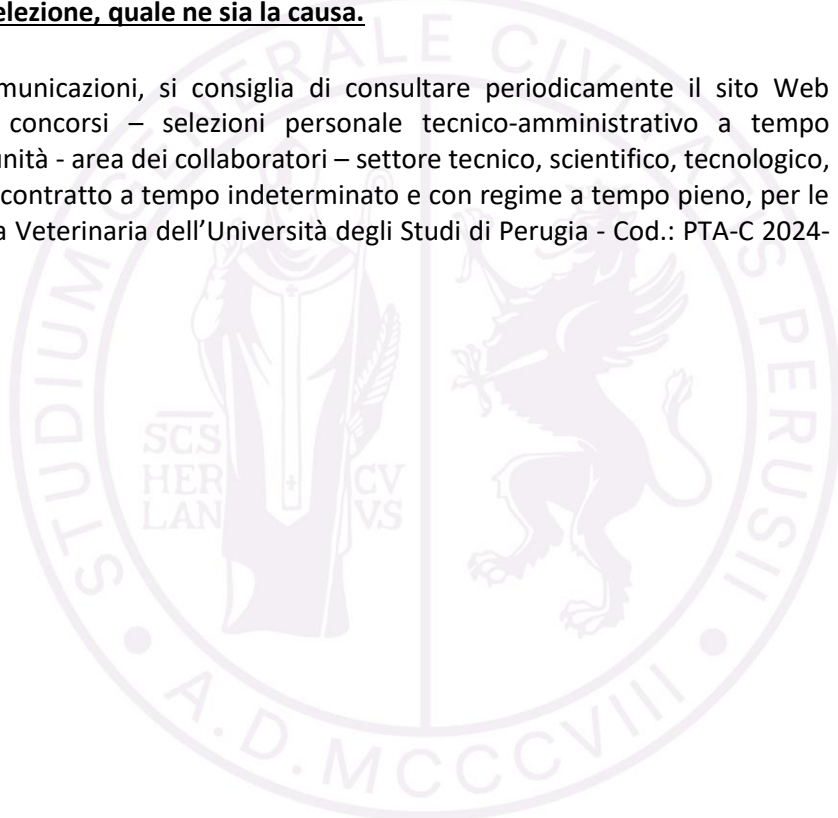 elezione, quale ne sia la causa.
municazioni, si consiglia di consultare periodicamente il sito Web
concorsi – selezioni personale tecnico-amministrativo a tempo
unità - area dei collaboratori – settore tecnico, scientifico, tecnologico,
contratto a tempo indeterminato e con regime a tempo pieno, per le
a Veterinaria dell’Università degli Studi di Perugia - Cod.: PTA-C 2024-
STUDIUM GENERALE CIVITATIS PERUSII
SCS
HER
LAN
CV
VS
A.D. MCCCVIII